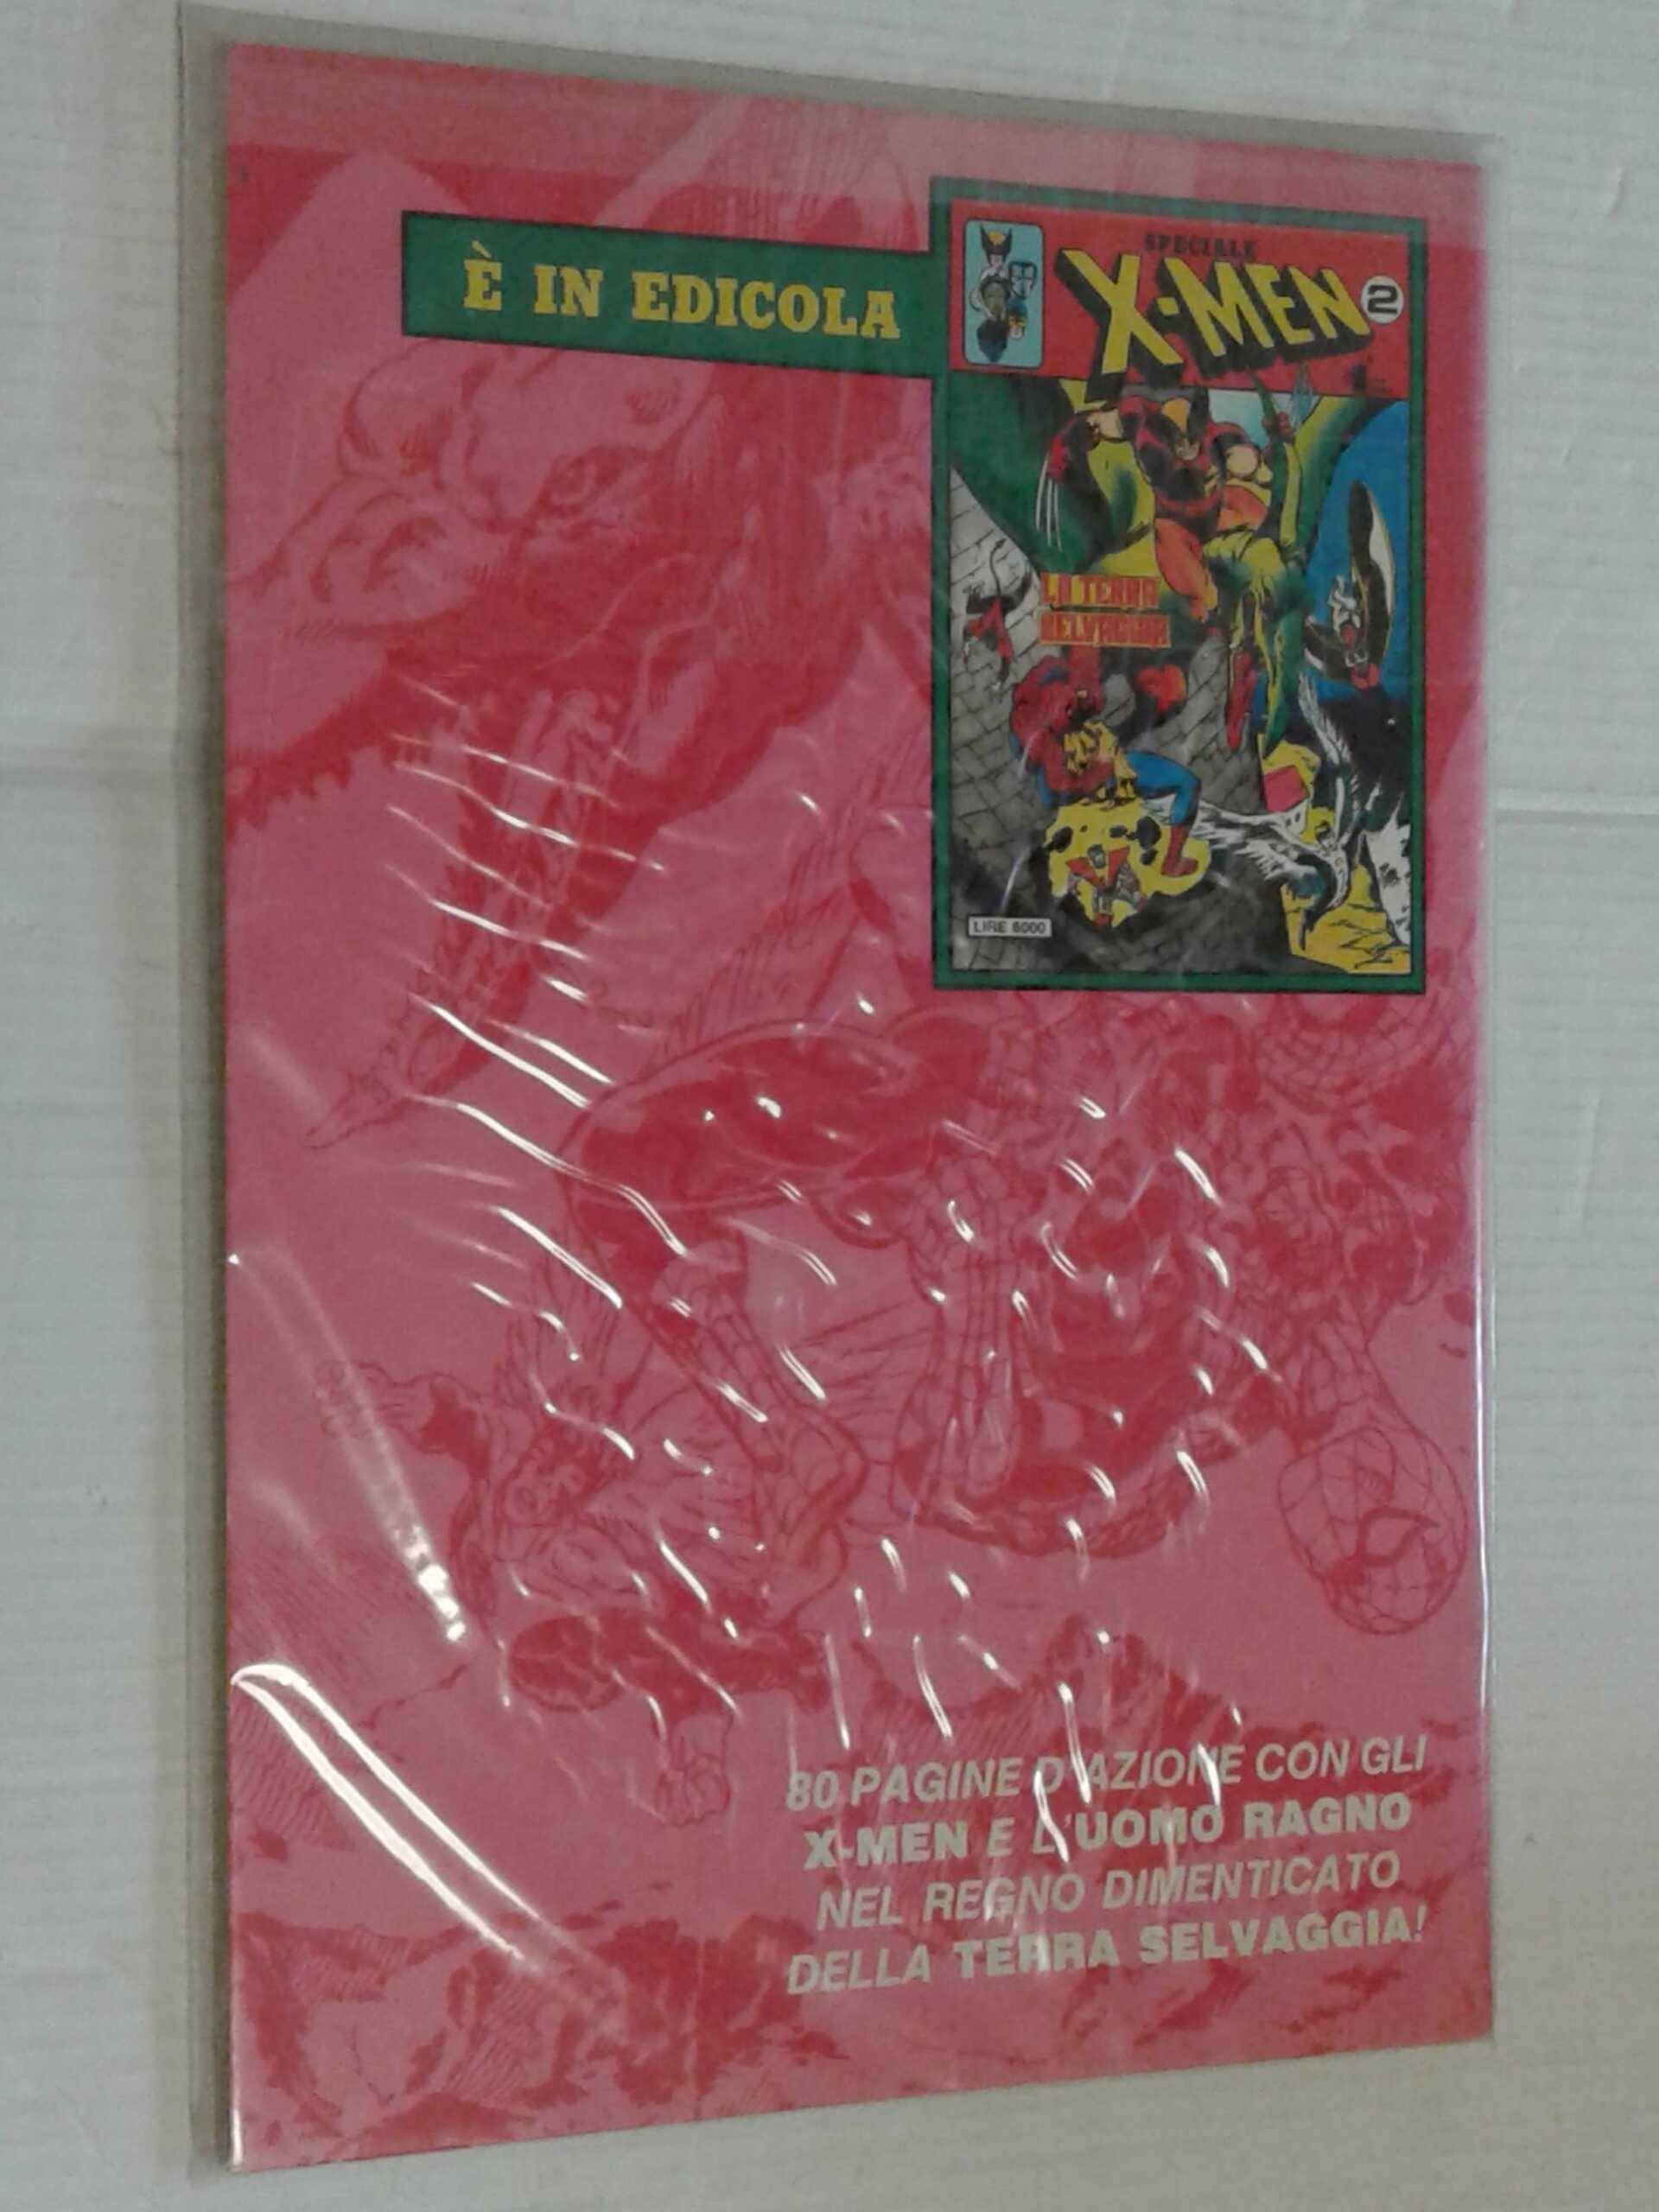 È IN EDICOLA
SPECIALE
X-MEN 2
LA TERRA
SELVAGGIA
LIRE 6000
80 PAGINE D'AZIONE CON GLI
X-MEN E L'UOMO RAGNO
NEL REGNO DIMENTICATO
DELLA TERRA SELVAGGIA!